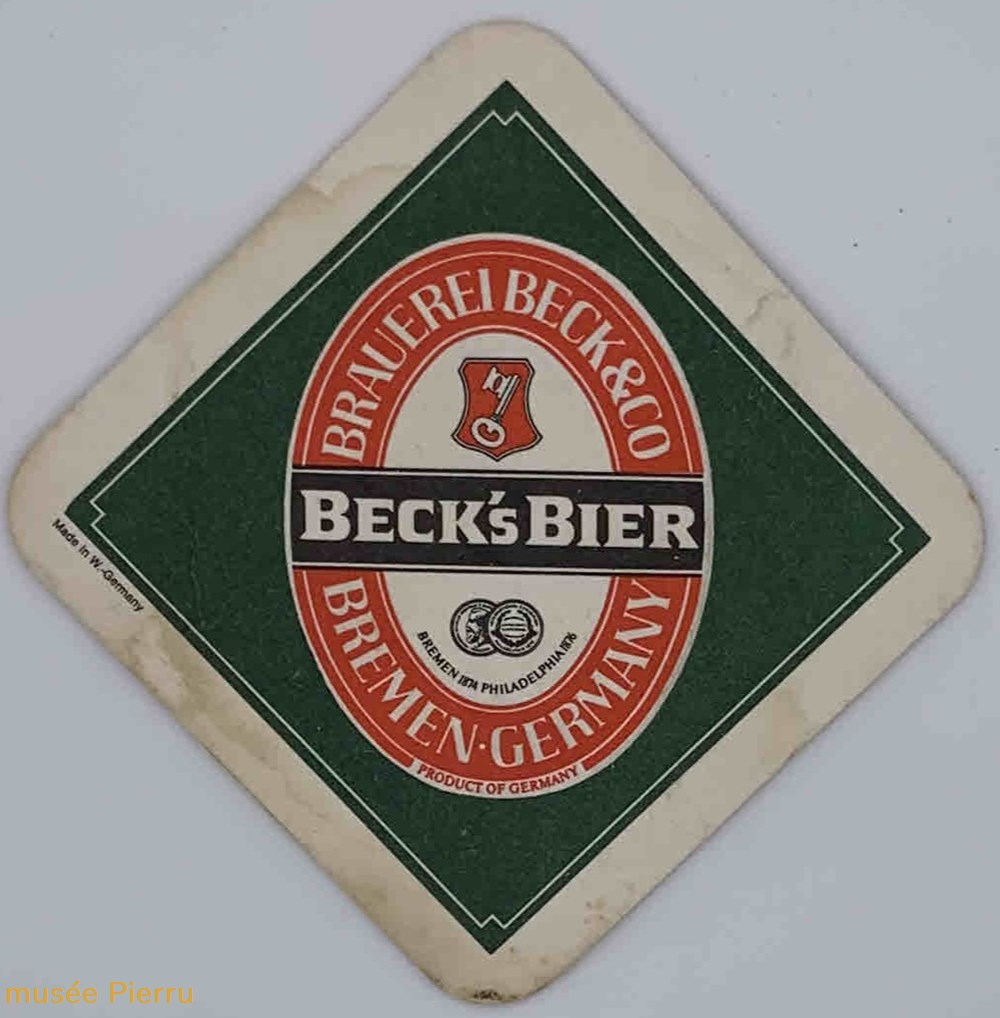 BRAUEREI BECK & CO
BECK'S BIER
BREMEN 1874 PHILADELPHIA 1876
BREMEN · GERMANY
PRODUCT OF GERMANY
Made in W.-Germany
musée Pierru